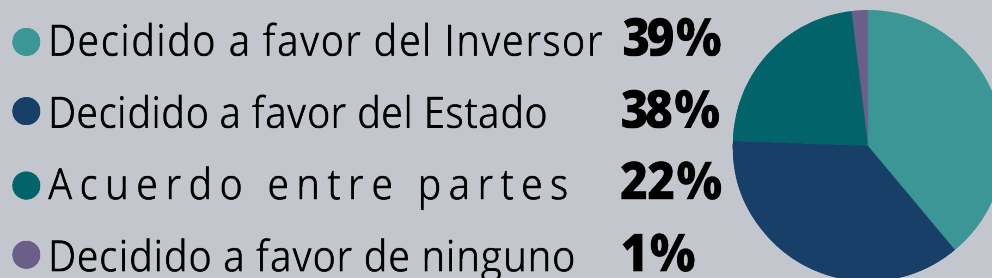 Decidido a favor del Inversor 39%
Decidido a favor del Estado 38%
Acuerdo entre partes 22%
Decidido a favor de ninguno 1%